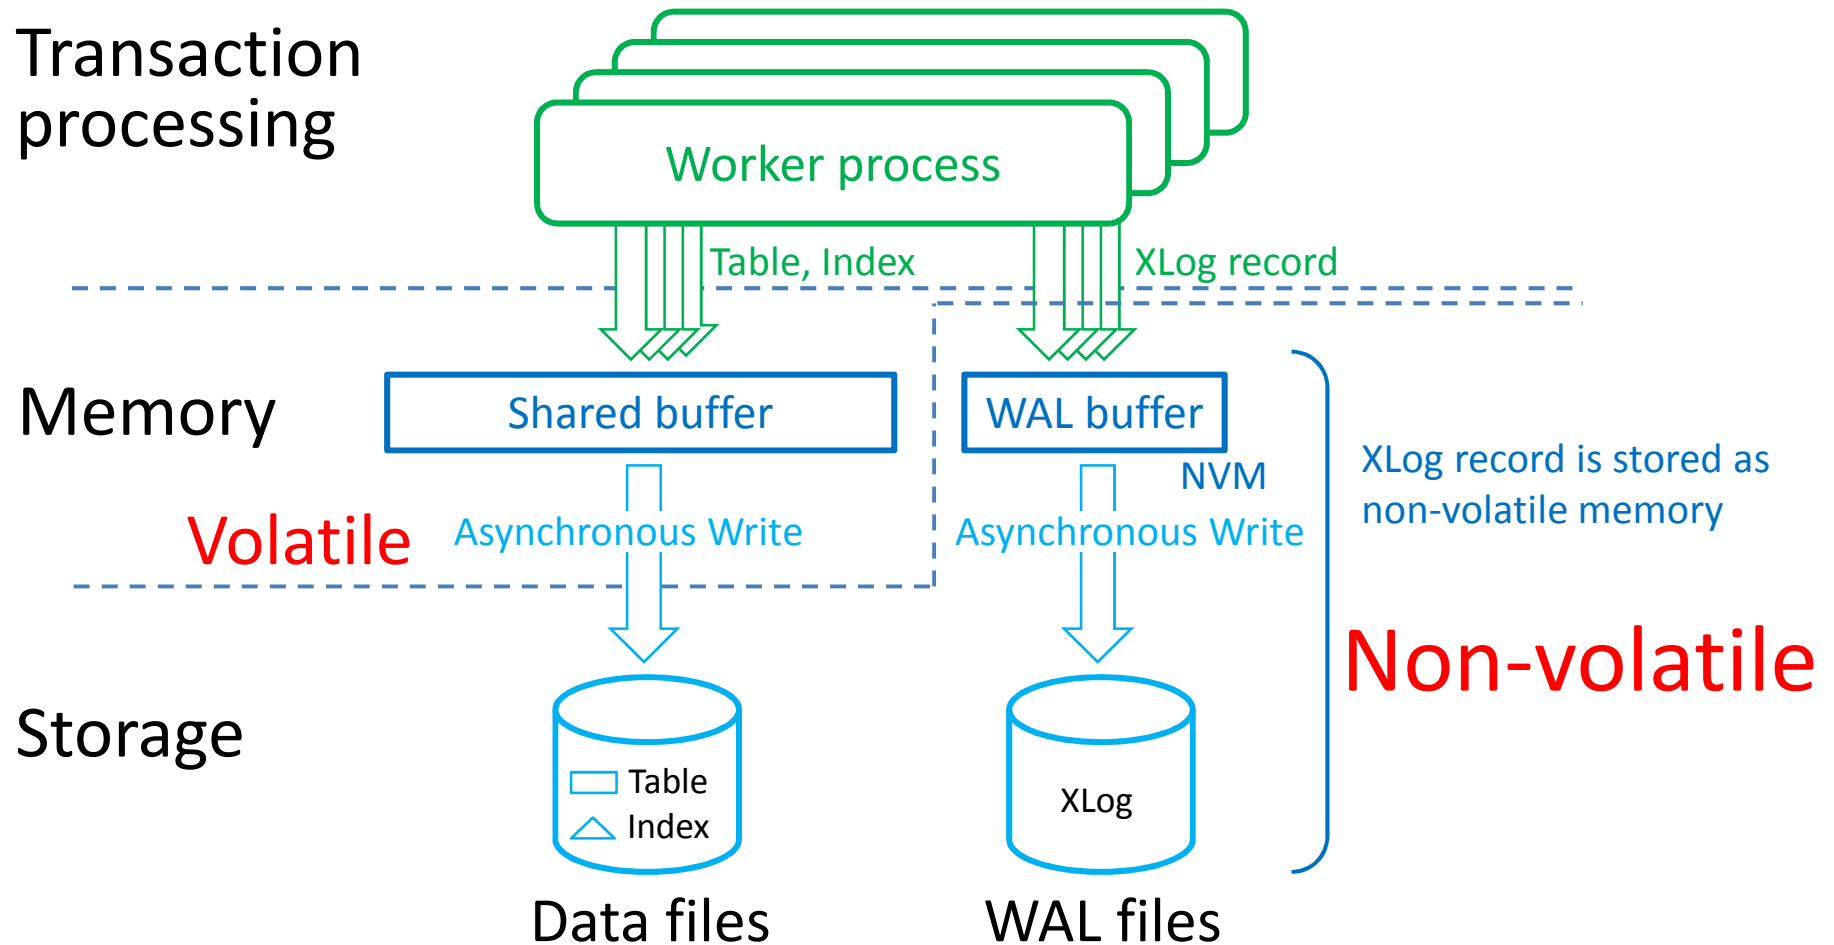 Transaction
processing
Worker process
Table, Index
XLog record
Memory
Shared buffer
WAL buffer
NVM
XLog record is stored as
non-volatile memory
Volatile
Asynchronous Write
Asynchronous Write
Non-volatile
Storage
Table
Index
XLog
Data files
WAL files